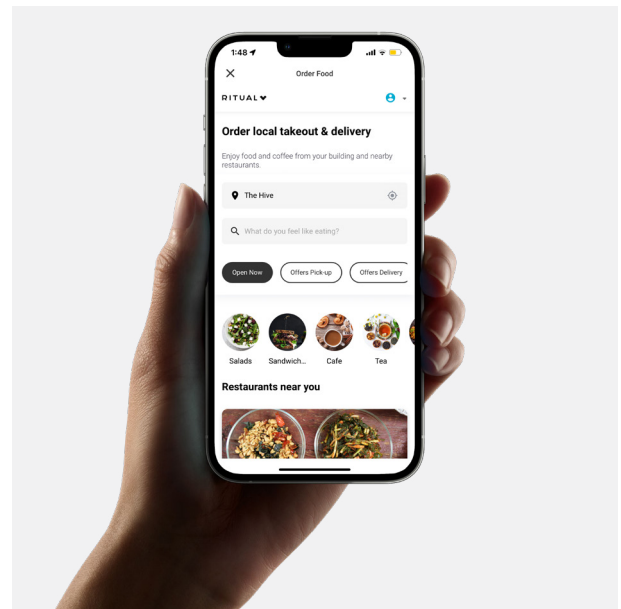 1:48
Order Food
RITUAL
Order local takeout & delivery
Enjoy food and coffee from your building and nearby
restaurants.
The Hive
What do you feel like eating?
Open Now
Offers Pick-up
Offers Delivery
Salads
Sandwich...
Cafe
Tea
Restaurants near you